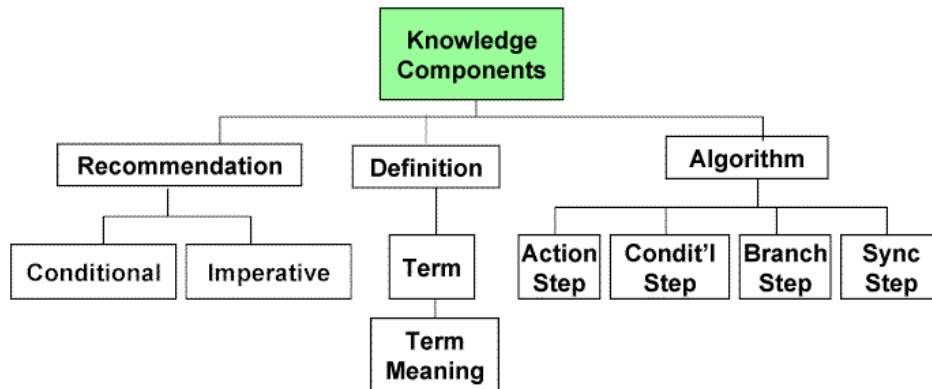 Knowledge
Components
Recommendation
Definition
Algorithm
Conditional
Imperative
Term
Action
Step
Condit'l
Step
Branch
Step
Sync
Step
Term
Meaning